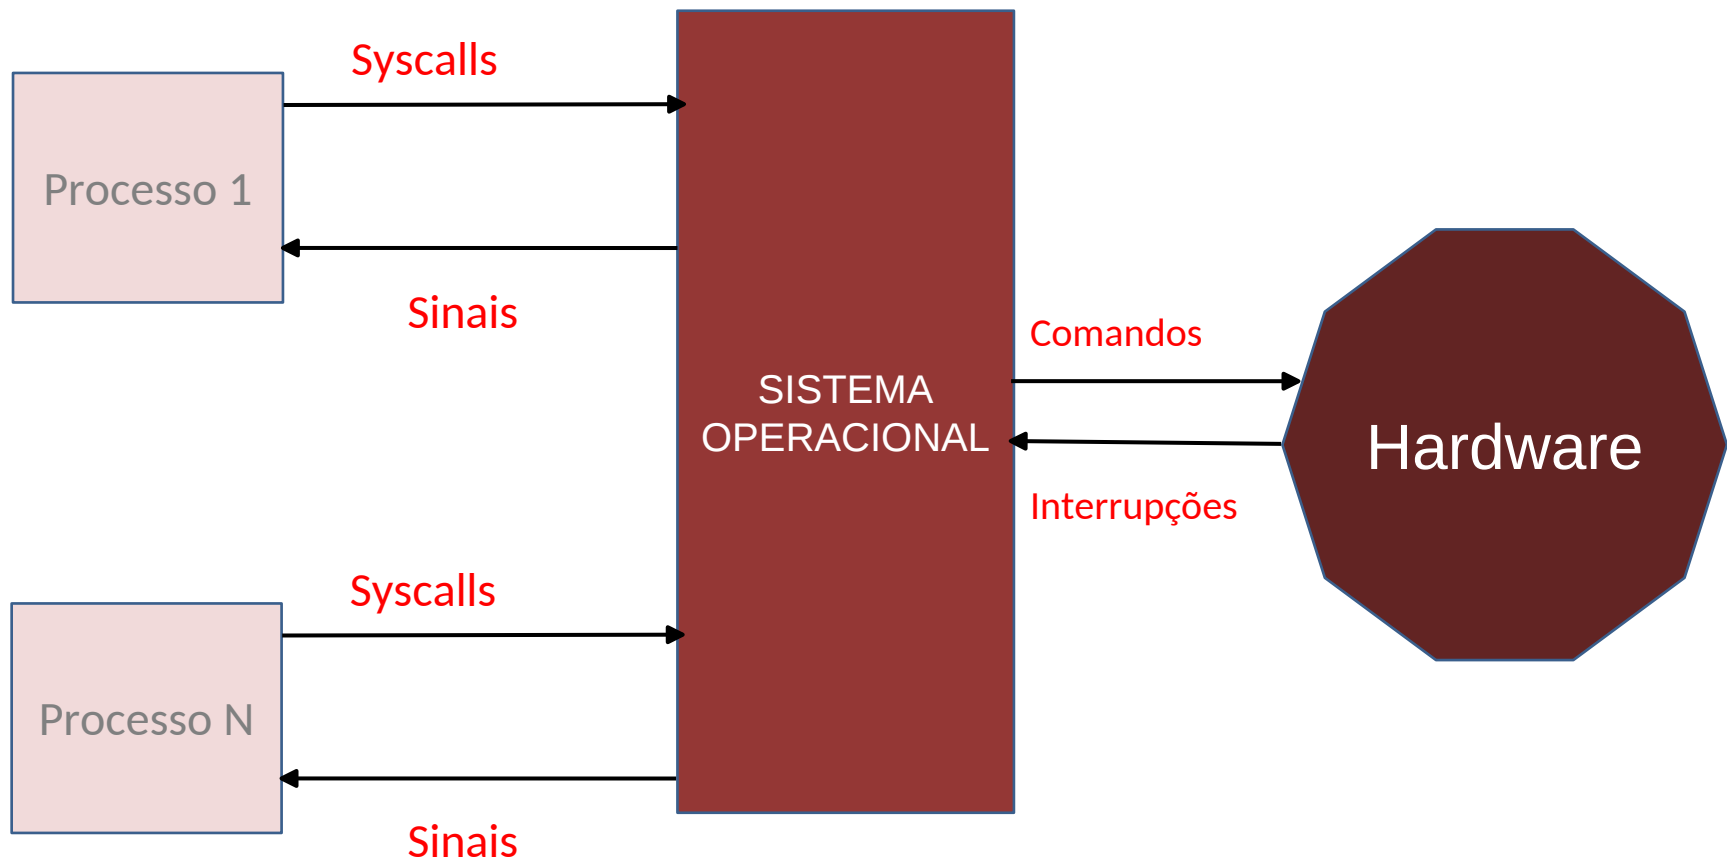 Syscalls
Processo 1
Sinais
SISTEMA
OPERACIONAL
Comandos
Interrupções
Hardware
Syscalls
Processo N
Sinais